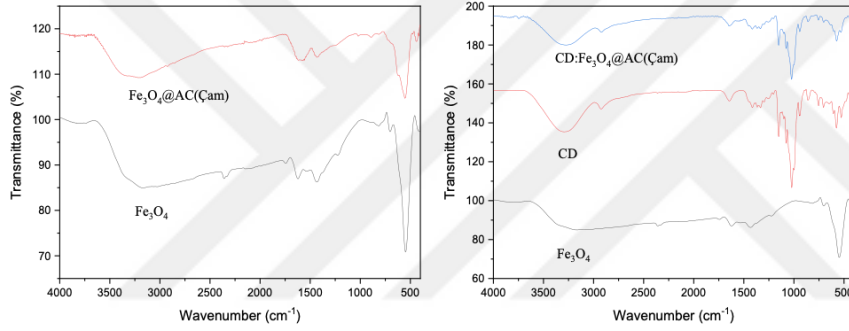 120
110
100
90
80
70
Transmittance (%)
Fe₃O₄@AC(Çam)
Fe₃O₄
4000 3500 3000 2500 2000 1500 1000 500
Wavenumber (cm⁻¹)
200
180
160
140
120
100
80
60
Transmittance (%)
CD:Fe₃O₄@AC(Çam)
CD
Fe₃O₄
4000 3500 3000 2500 2000 1500 1000 500
Wavenumber (cm⁻¹)